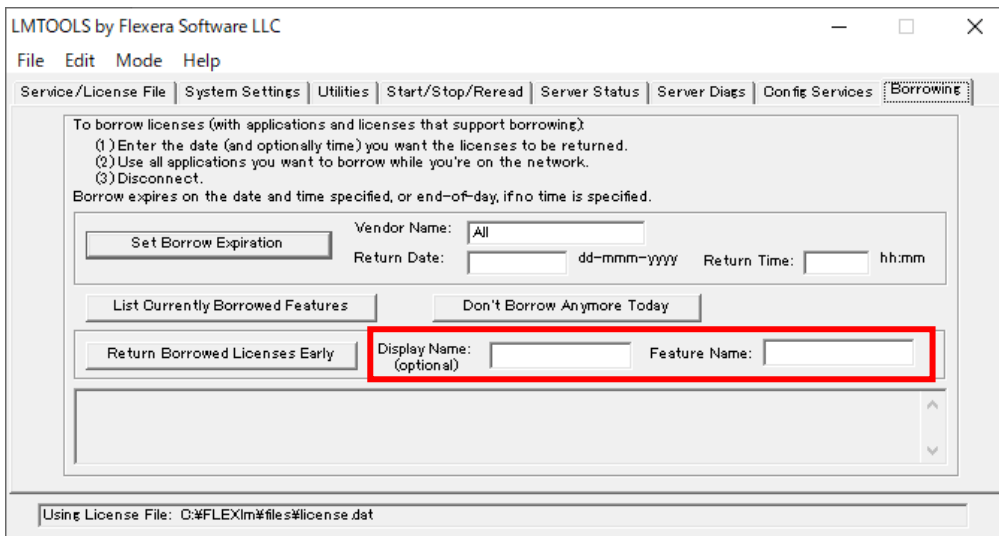 LMTOOLS by Flexera Software LLC
File Edit Mode Help
Service/License File System Settings Utilities Start/Stop/Reread Server Status Server Diags Config Services Borrowing
To borrow licenses (with applications and licenses that support borrowing):
(1) Enter the date (and optionally time) you want the licenses to be returned.
(2) Use all applications you want to borrow while you're on the network.
(3) Disconnect.
Borrow expires on the date and time specified, or end-of-day, if no time is specified.
Set Borrow Expiration Vendor Name: All
Return Date: dd-mmm-yyyy Return Time: hh:mm
List Currently Borrowed Features Don't Borrow Anymore Today
Return Borrowed Licenses Early Display Name: Feature Name:
(optional)
Using License File: C:¥FLEXlm¥files¥license.dat